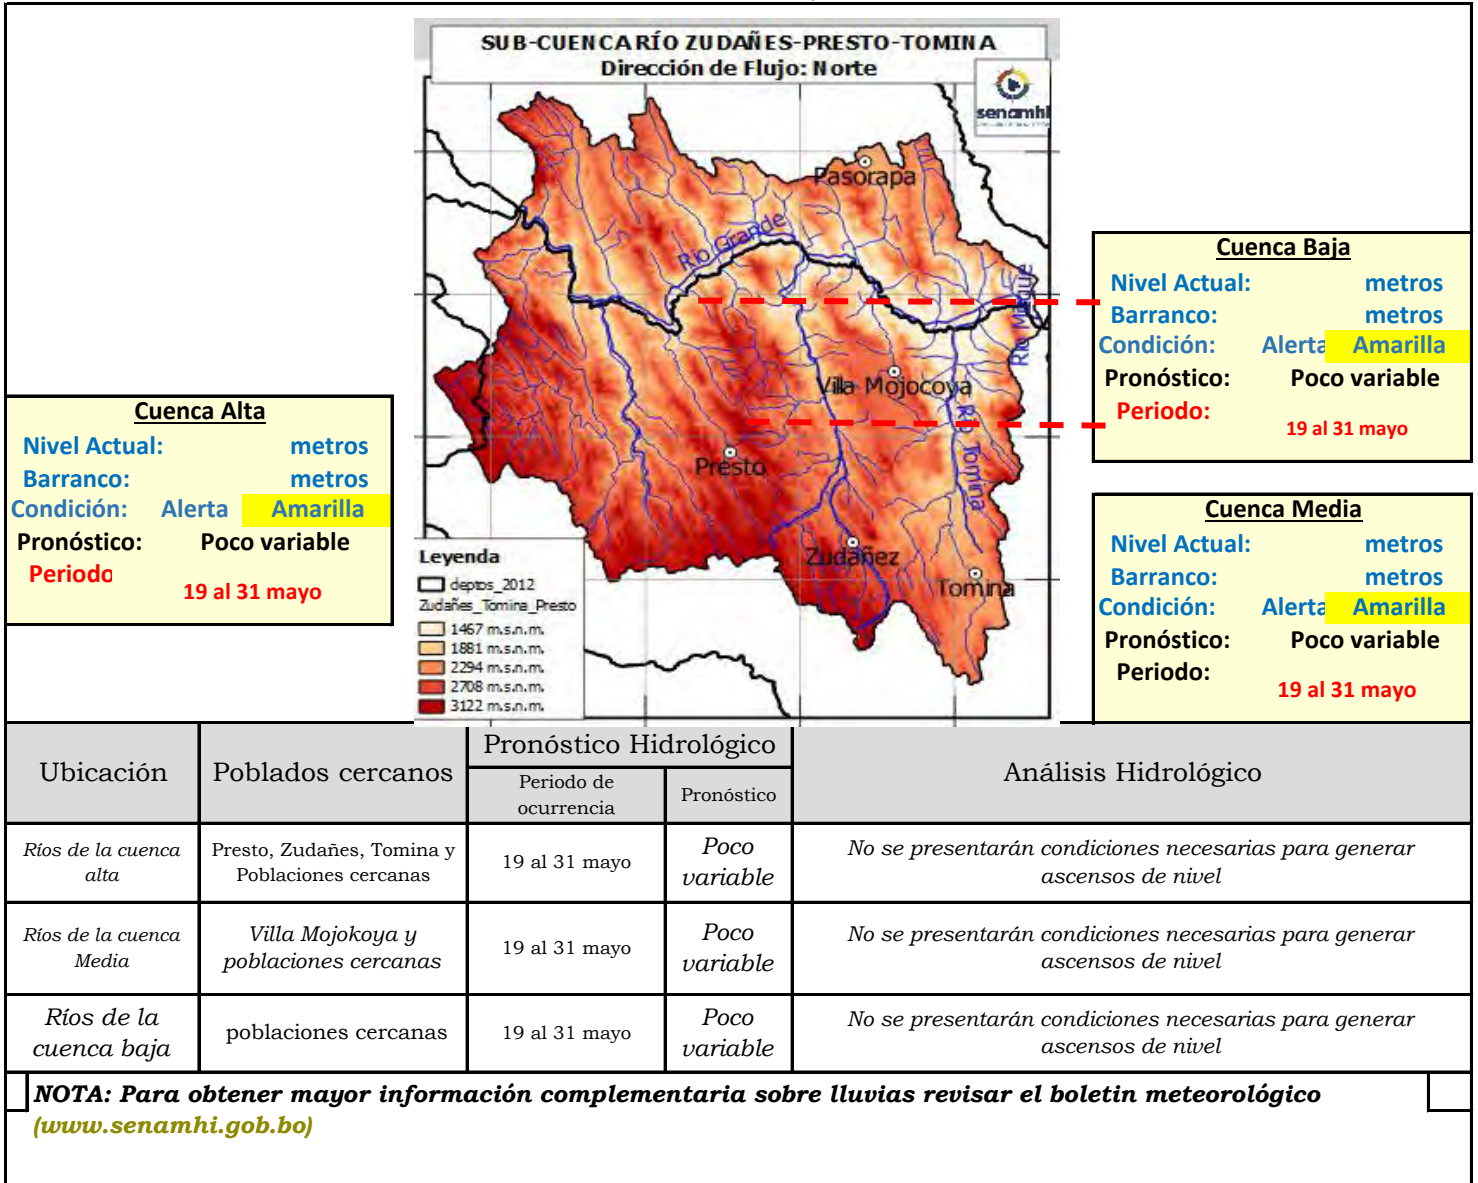 SUB-CUENCA RÍO ZUDAÑES-PRESTO-TOMINA
Dirección de Flujo: Norte
senamhi
Pasorapa
Río Grande
Río Mizque
Villa Mojocoya
Río Tomina
Presto
Zudañez
Tomina
Leyenda
deptos_2012
Zudañes_Tomina_Presto
1467 m.s.n.m.
1881 m.s.n.m.
2294 m.s.n.m.
2708 m.s.n.m.
3122 m.s.n.m.
Cuenca Baja
Nivel Actual: metros
Barranco: metros
Condición: Alerta Amarilla
Pronóstico: Poco variable
Periodo:
19 al 31 mayo
Cuenca Alta
Nivel Actual: metros
Barranco: metros
Condición: Alerta Amarilla
Pronóstico: Poco variable
Periodo
19 al 31 mayo
Cuenca Media
Nivel Actual: metros
Barranco: metros
Condición: Alerta Amarilla
Pronóstico: Poco variable
Periodo:
19 al 31 mayo
Ubicación
Poblados cercanos
Pronóstico Hidrológico
Periodo de
ocurrencia
Pronóstico
Análisis Hidrológico
Ríos de la cuenca
alta
Presto, Zudañes, Tomina y
Poblaciones cercanas
19 al 31 mayo
Poco
variable
No se presentarán condiciones necesarias para generar
ascensos de nivel
Ríos de la cuenca
Media
Villa Mojokoya y
poblaciones cercanas
19 al 31 mayo
Poco
variable
No se presentarán condiciones necesarias para generar
ascensos de nivel
Ríos de la
cuenca baja
poblaciones cercanas
19 al 31 mayo
Poco
variable
No se presentarán condiciones necesarias para generar
ascensos de nivel
NOTA: Para obtener mayor información complementaria sobre lluvias revisar el boletin meteorológico
(www.senamhi.gob.bo)